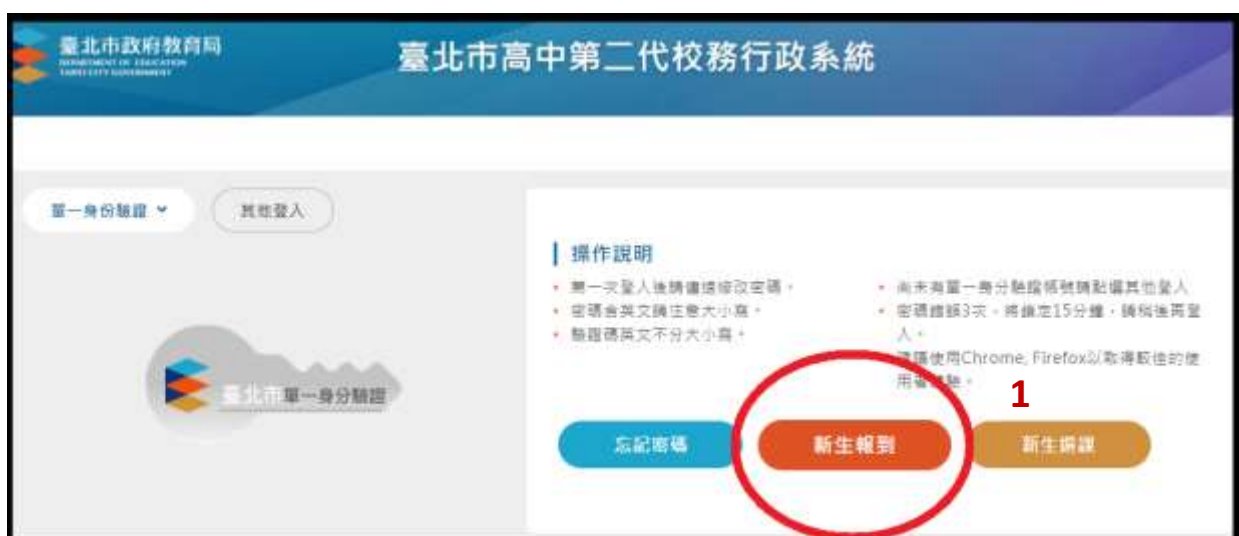 臺北市政府教育局
DEPARTMENT OF EDUCATION
TAIPEI CITY GOVERNMENT
臺北市高中第二代校務行政系統
單一身份驗證
其他登入
臺北市單一身分驗證
操作說明
第一次登入後請儘速修改密碼。
密碼含英文請注意大小寫。
驗證碼英文不分大小寫。
尚未有單一身分驗證帳號請點選其他登入
密碼錯誤3次,將鎖定15分鐘,請稍後再登
入。
建議使用Chrome, Firefox以取得較佳的使
用者體驗。
1
忘記密碼
新生報到
新生選課